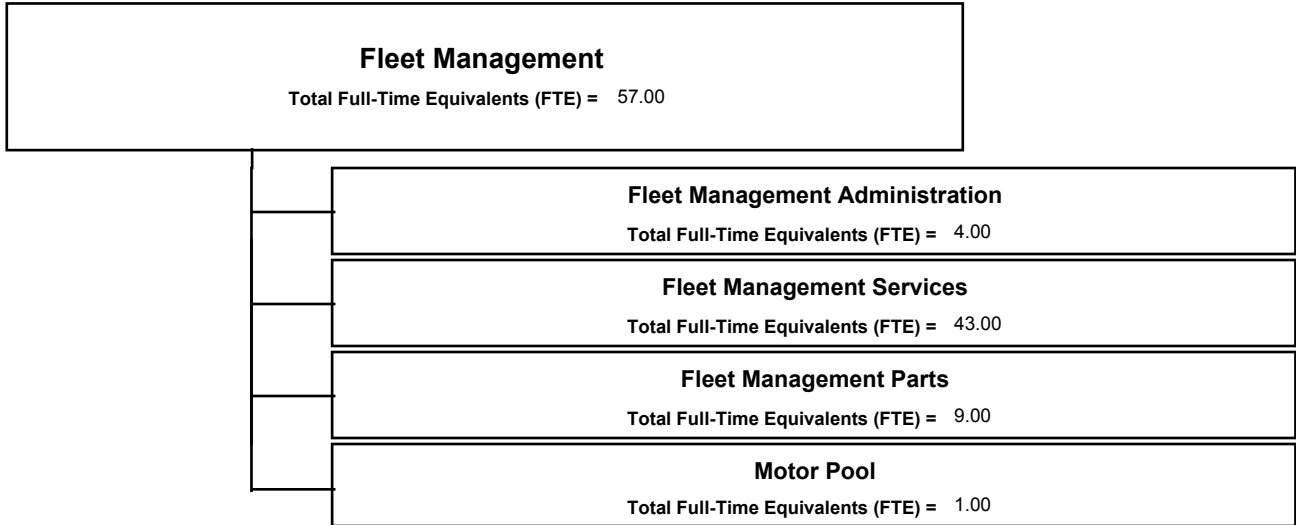 Fleet Management
Total Full-Time Equivalents (FTE) = 57.00
Fleet Management Administration
Total Full-Time Equivalents (FTE) = 4.00
Fleet Management Services
Total Full-Time Equivalents (FTE) = 43.00
Fleet Management Parts
Total Full-Time Equivalents (FTE) = 9.00
Motor Pool
Total Full-Time Equivalents (FTE) = 1.00